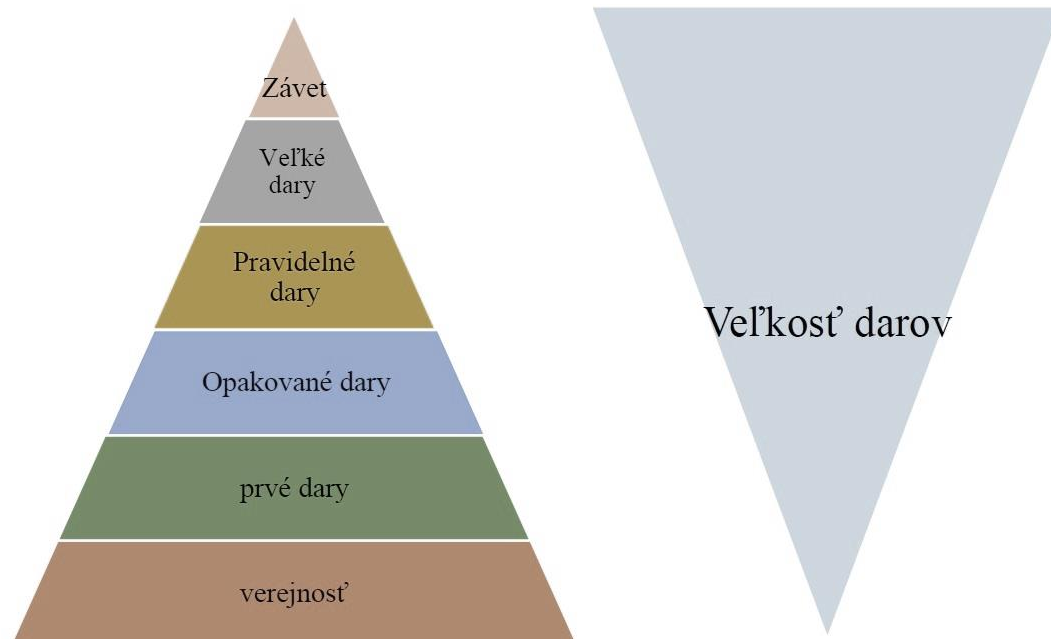 Závet
Veľké
dary
Pravidelné
dary
Opakované dary
prvé dary
verejnosť
Veľkosť darov